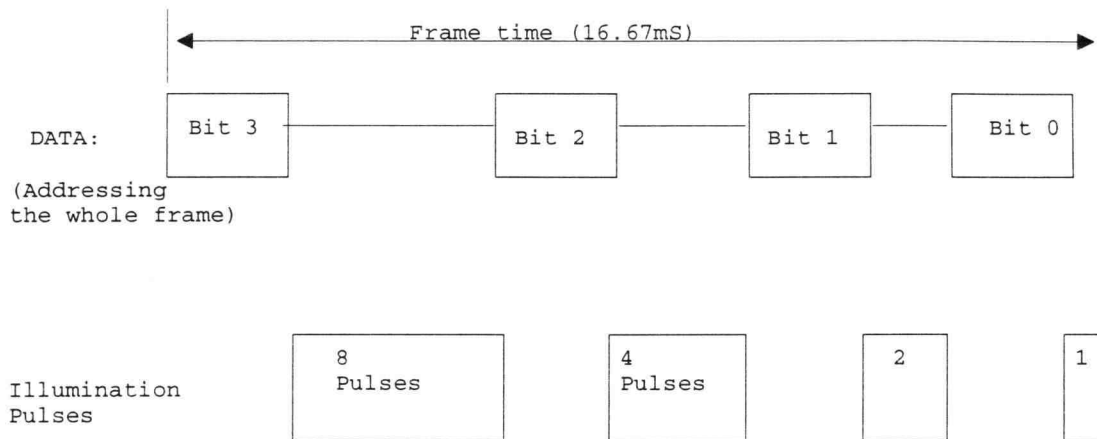 Frame time (16.67mS)
DATA:
Bit 3
Bit 2
Bit 1
Bit 0
(Addressing
the whole frame)
Illumination
Pulses
8
Pulses
4
Pulses
2
1